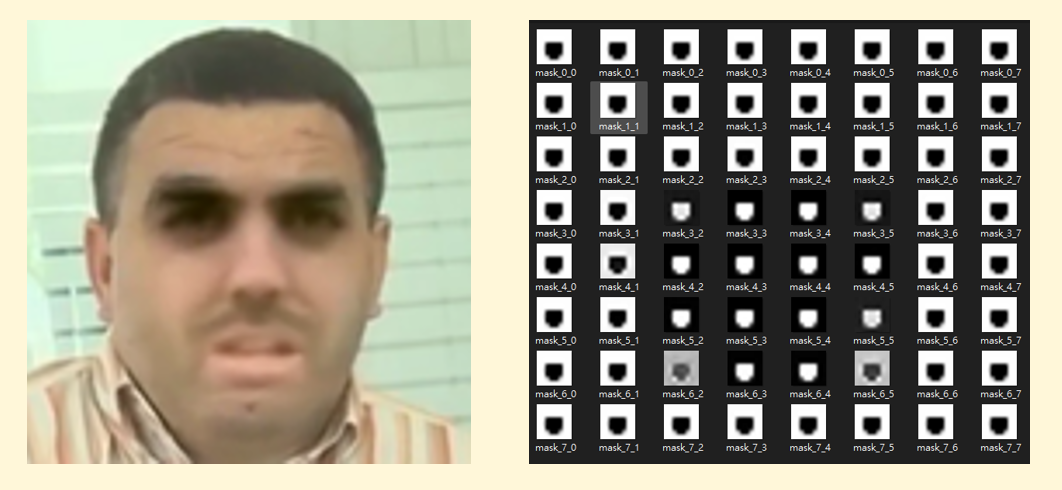 mask_0_0 mask_0_1 mask_0_2 mask_0_3 mask_0_4 mask_0_5 mask_0_6 mask_0_7
mask_1_0 mask_1_1 mask_1_2 mask_1_3 mask_1_4 mask_1_5 mask_1_6 mask_1_7
mask_2_0 mask_2_1 mask_2_2 mask_2_3 mask_2_4 mask_2_5 mask_2_6 mask_2_7
mask_3_0 mask_3_1 mask_3_2 mask_3_3 mask_3_4 mask_3_5 mask_3_6 mask_3_7
mask_4_0 mask_4_1 mask_4_2 mask_4_3 mask_4_4 mask_4_5 mask_4_6 mask_4_7
mask_5_0 mask_5_1 mask_5_2 mask_5_3 mask_5_4 mask_5_5 mask_5_6 mask_5_7
mask_6_0 mask_6_1 mask_6_2 mask_6_3 mask_6_4 mask_6_5 mask_6_6 mask_6_7
mask_7_0 mask_7_1 mask_7_2 mask_7_3 mask_7_4 mask_7_5 mask_7_6 mask_7_7